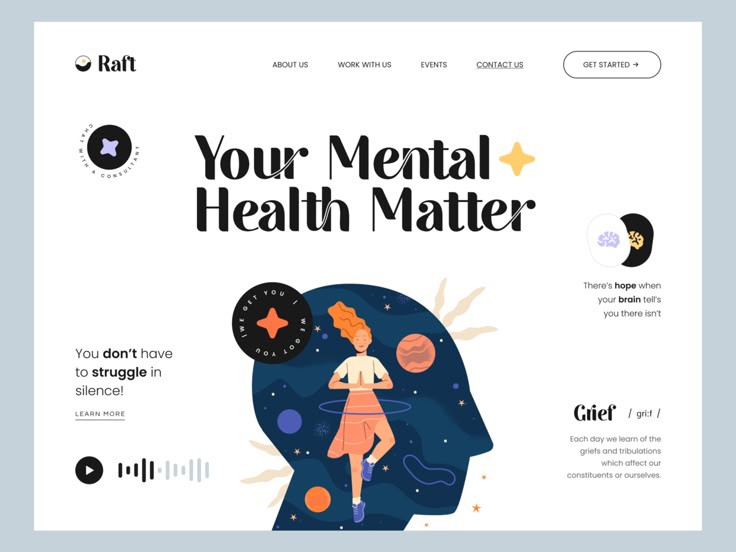 Raft
ABOUT US
WORK WITH US
EVENTS
CONTACT US
GET STARTED →
CHAT WITH A CONSULTANT
Your Mental
Health Matter
There's hope when
your brain tell's
you there isn't
WE GET YOU | WE GOT YOU |
You don't have
to struggle in
silence!
LEARN MORE
Grief / gri:f /
Each day we learn of the
griefs and tribulations
which affect our
constituents or ourselves.